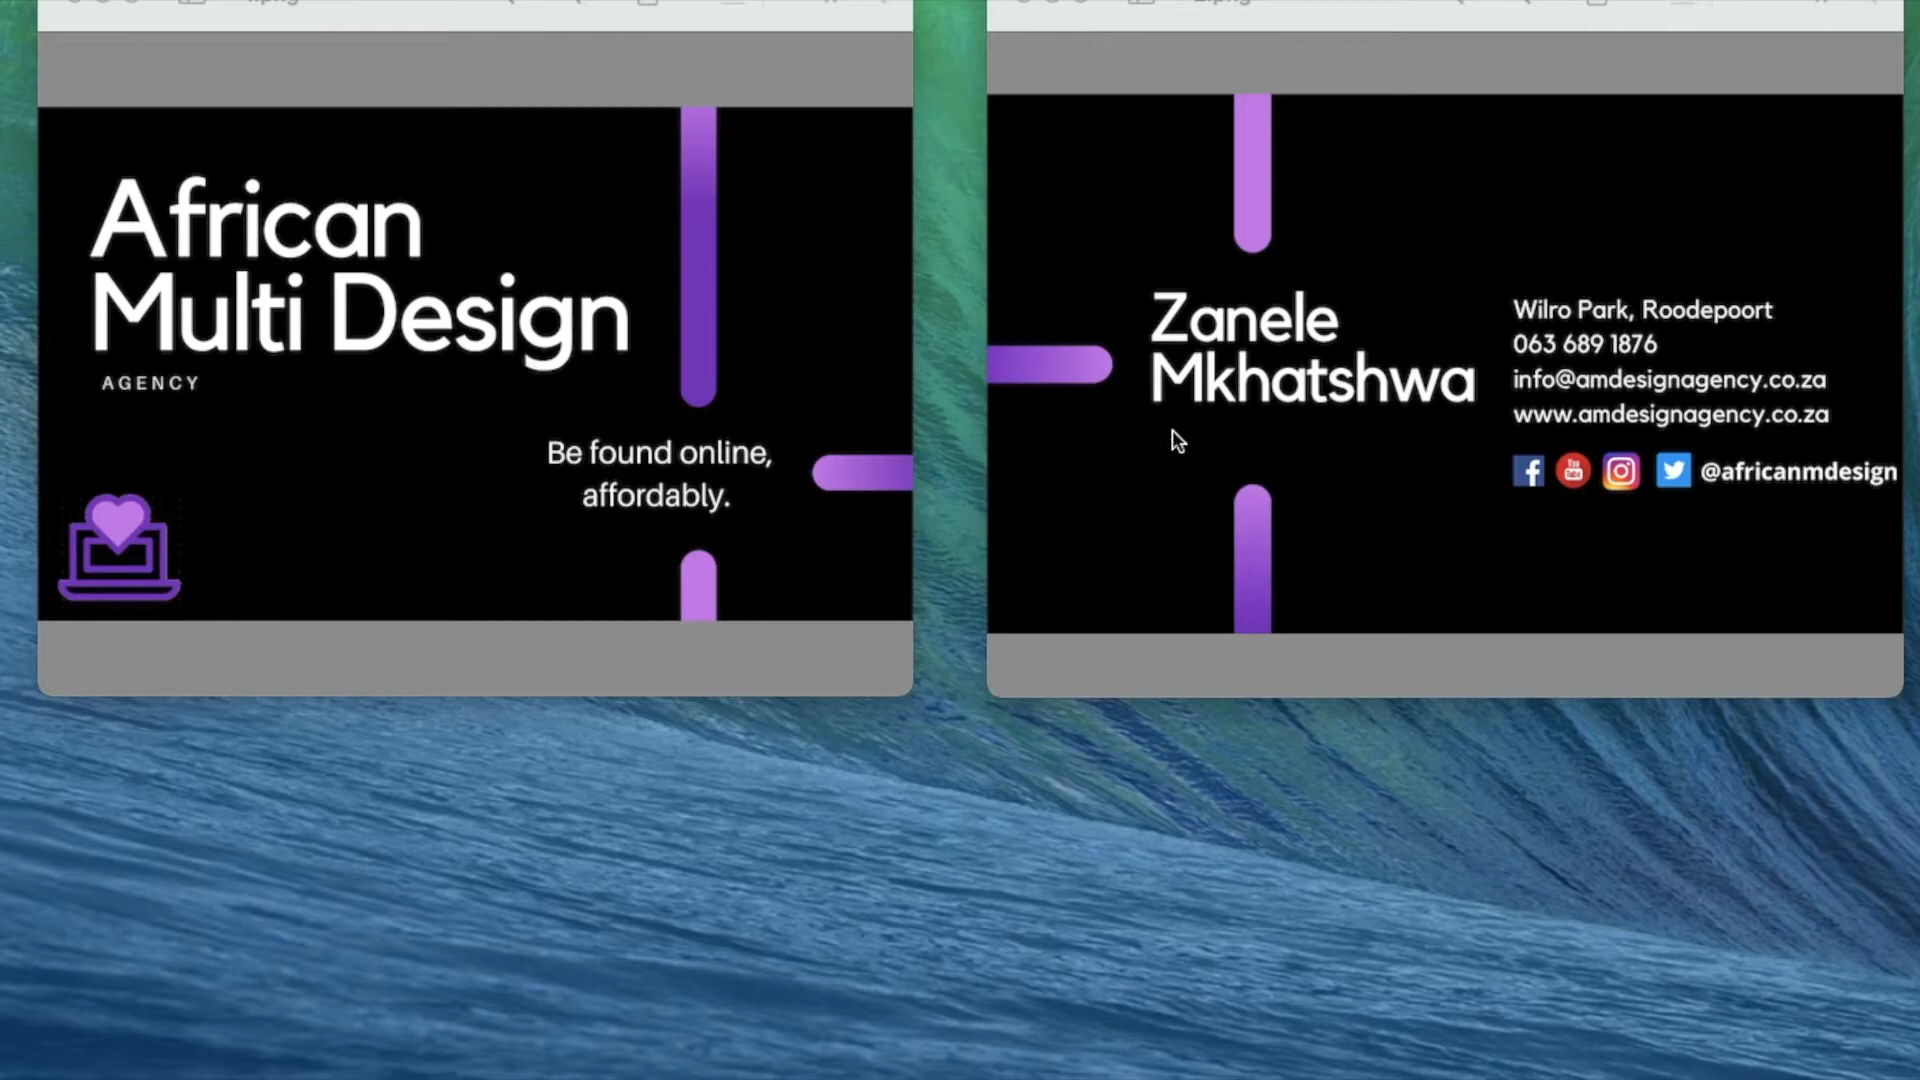 African
Multi Design
AGENCY
Be found online,
affordably.
Zanele
Mkhatshwa
Wilro Park, Roodepoort
063 689 1876
info@amdesignagency.co.za
www.amdesignagency.co.za
@africanmdesign